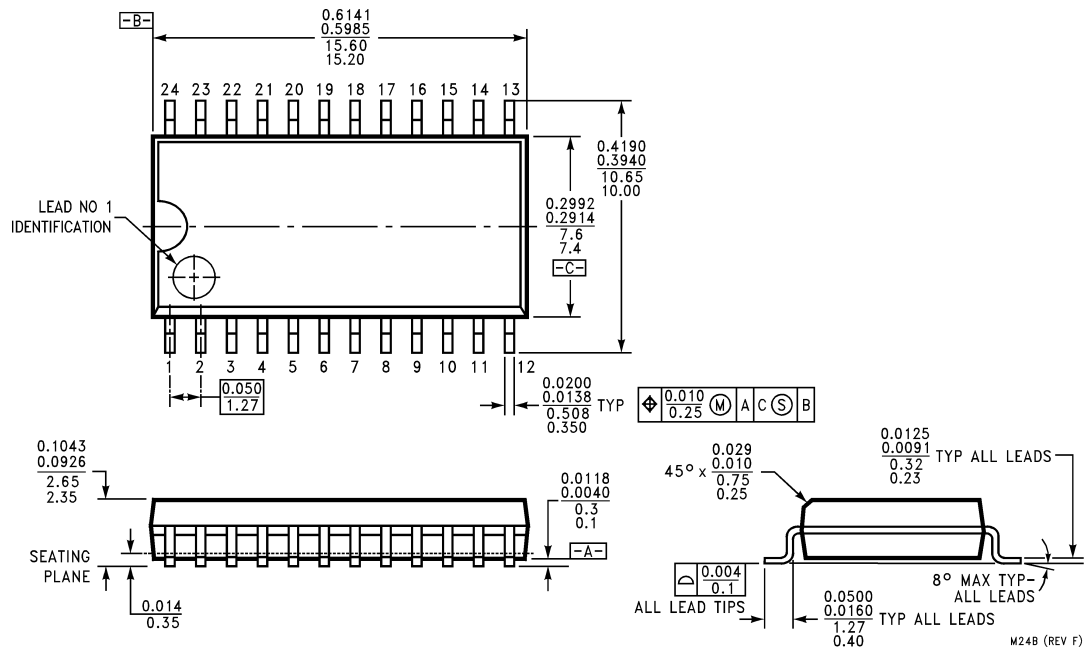 -B-
0.6141
0.5985
15.60
15.20
24 23 22 21 20 19 18 17 16 15 14 13
0.4190
0.3940
10.65
10.00
LEAD NO 1
IDENTIFICATION
0.2992
0.2914
7.6
7.4
-C-
1 2 3 4 5 6 7 8 9 10 11 12
0.050
1.27
0.0200
0.0138
0.508
0.350
TYP
0.010
0.25
M A C S B
0.1043
0.0926
2.65
2.35
0.0118
0.0040
0.3
0.1
-A-
SEATING
PLANE
0.014
0.35
45° x
0.029
0.010
0.75
0.25
0.0125
0.0091
0.32
0.23
TYP ALL LEADS
0.004
0.1
ALL LEAD TIPS
8° MAX TYP-
ALL LEADS
0.0500
0.0160
1.27
0.40
TYP ALL LEADS
M24B (REV F)